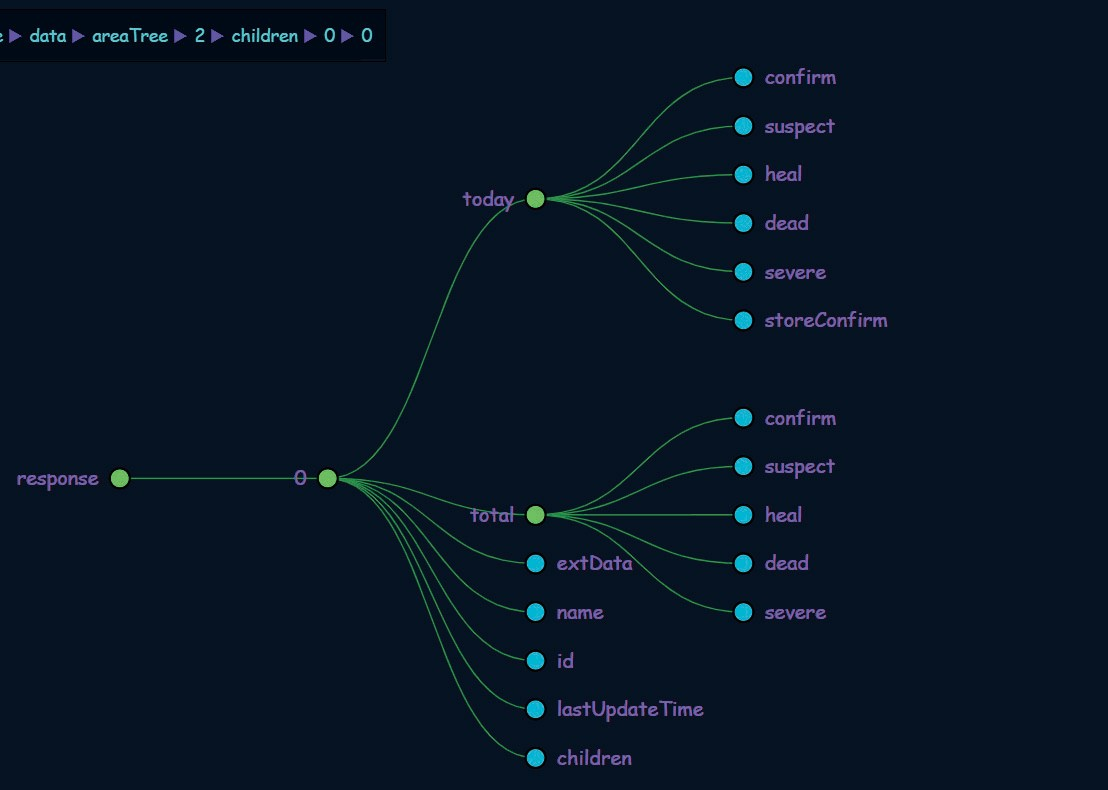 e ▶ data ▶ areaTree ▶ 2 ▶ children ▶ 0 ▶ 0
confirm
suspect
heal
today
dead
severe
storeConfirm
confirm
suspect
response
0
total
heal
extData
dead
name
severe
id
lastUpdateTime
children